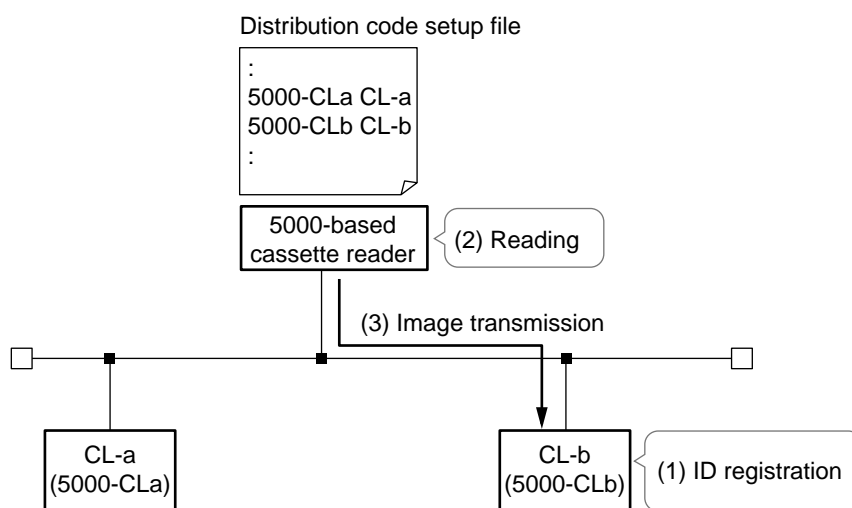 Distribution code setup file
:
5000-CLa CL-a
5000-CLb CL-b
:
5000-based
cassette reader
(2) Reading
(3) Image transmission
CL-a
(5000-CLa)
CL-b
(5000-CLb)
(1) ID registration